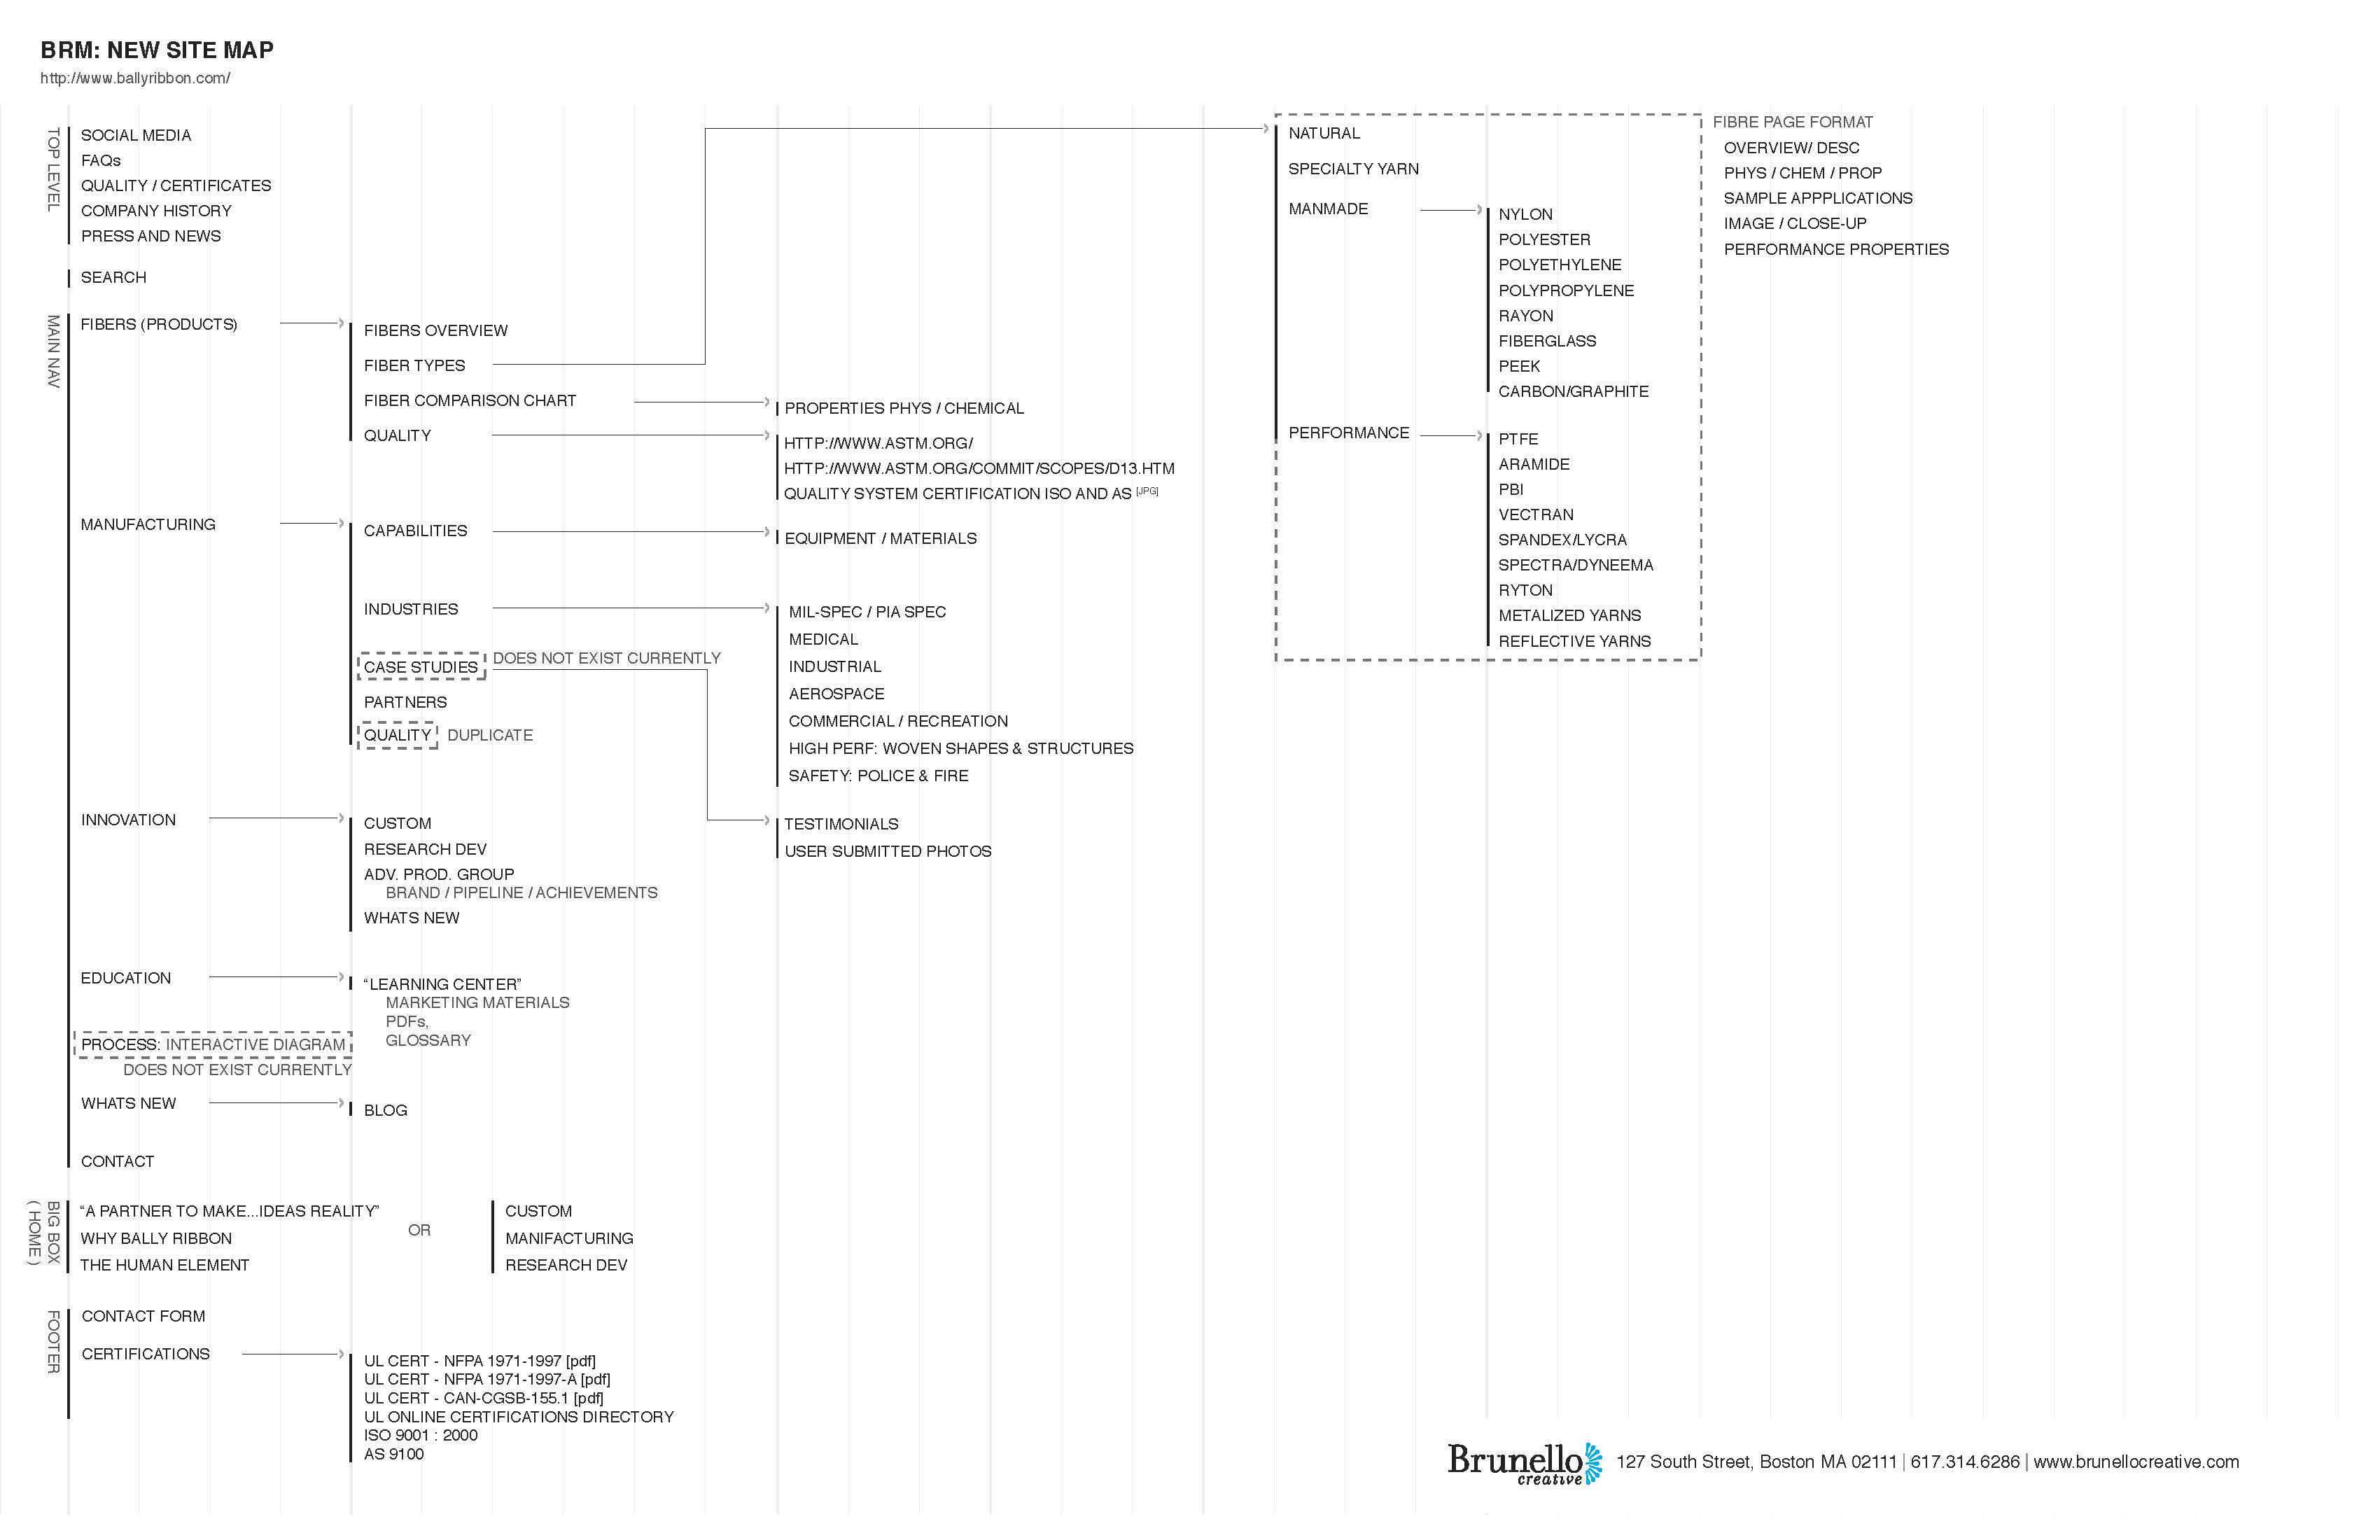 BRM: NEW SITE MAP
http://www.ballyribbon.com/
TOP LEVEL
SOCIAL MEDIA
FAQs
QUALITY / CERTIFICATES
COMPANY HISTORY
PRESS AND NEWS
SEARCH
MAIN NAV
FIBERS (PRODUCTS)
FIBERS OVERVIEW
FIBER TYPES
FIBER COMPARISON CHART
QUALITY
PROPERTIES PHYS / CHEMICAL
HTTP://WWW.ASTM.ORG/
HTTP://WWW.ASTM.ORG/COMMIT/SCOPES/D13.HTM
QUALITY SYSTEM CERTIFICATION ISO AND AS [JPG]
NATURAL
SPECIALTY YARN
MANMADE
NYLON
POLYESTER
POLYETHYLENE
POLYPROPYLENE
RAYON
FIBERGLASS
PEEK
CARBON/GRAPHITE
PERFORMANCE
PTFE
ARAMIDE
PBI
VECTRAN
SPANDEX/LYCRA
SPECTRA/DYNEEMA
RYTON
METALIZED YARNS
REFLECTIVE YARNS
FIBRE PAGE FORMAT
OVERVIEW/ DESC
PHYS / CHEM / PROP
SAMPLE APPPLICATIONS
IMAGE / CLOSE-UP
PERFORMANCE PROPERTIES
MANUFACTURING
CAPABILITIES
EQUIPMENT / MATERIALS
INDUSTRIES
MIL-SPEC / PIA SPEC
MEDICAL
INDUSTRIAL
AEROSPACE
COMMERCIAL / RECREATION
HIGH PERF: WOVEN SHAPES & STRUCTURES
SAFETY: POLICE & FIRE
CASE STUDIES
DOES NOT EXIST CURRENTLY
TESTIMONIALS
USER SUBMITTED PHOTOS
PARTNERS
QUALITY
DUPLICATE
INNOVATION
CUSTOM
RESEARCH DEV
ADV. PROD. GROUP
BRAND / PIPELINE / ACHIEVEMENTS
WHATS NEW
EDUCATION
“LEARNING CENTER”
MARKETING MATERIALS
PDFs,
GLOSSARY
PROCESS: INTERACTIVE DIAGRAM
DOES NOT EXIST CURRENTLY
WHATS NEW
BLOG
CONTACT
BIG BOX
( HOME )
“A PARTNER TO MAKE...IDEAS REALITY”
WHY BALLY RIBBON
THE HUMAN ELEMENT
OR
CUSTOM
MANIFACTURING
RESEARCH DEV
FOOTER
CONTACT FORM
CERTIFICATIONS
UL CERT - NFPA 1971-1997 [pdf]
UL CERT - NFPA 1971-1997-A [pdf]
UL CERT - CAN-CGSB-155.1 [pdf]
UL ONLINE CERTIFICATIONS DIRECTORY
ISO 9001 : 2000
AS 9100
Brunello
creative
127 South Street, Boston MA 02111 | 617.314.6286 | www.brunellocreative.com